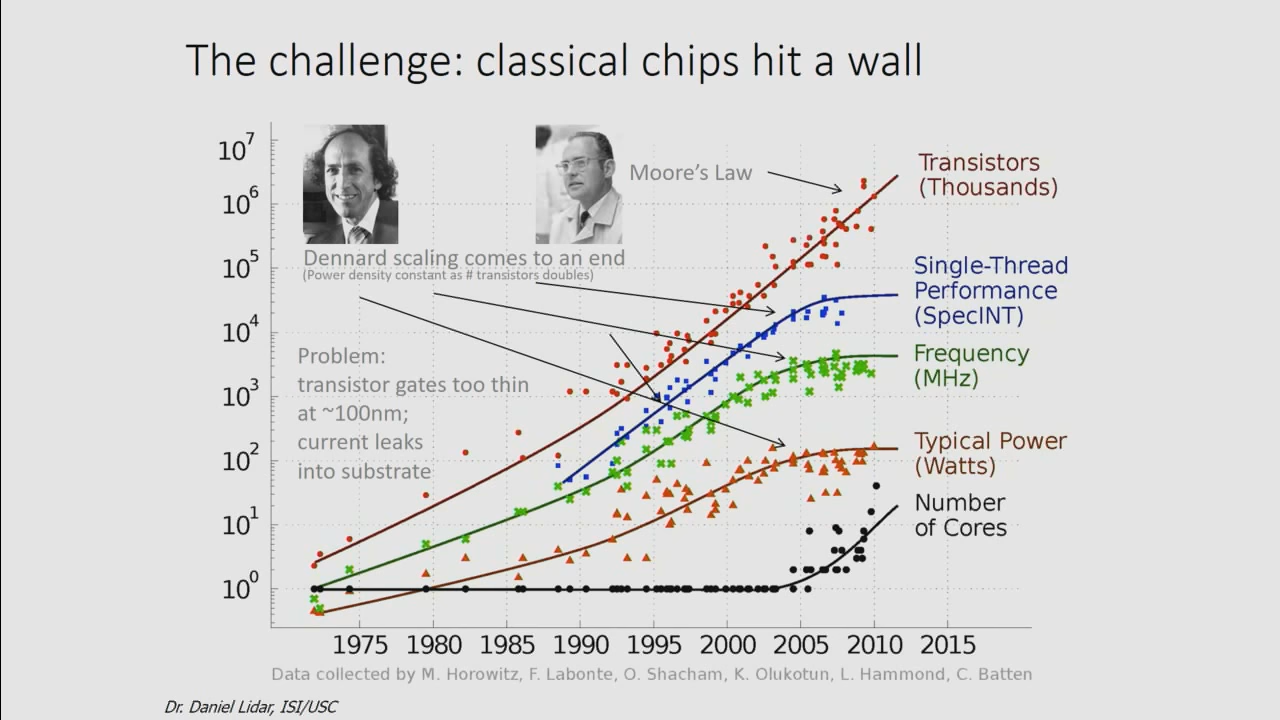 The challenge: classical chips hit a wall
10^7
10^6
10^5
10^4
10^3
10^2
10^1
10^0
Moore's Law
Dennard scaling comes to an end
(Power density constant as # transistors doubles)
Problem:
transistor gates too thin
at ~100nm;
current leaks
into substrate
Transistors
(Thousands)
Single-Thread
Performance
(SpecINT)
Frequency
(MHz)
Typical Power
(Watts)
Number
of Cores
1975 1980 1985 1990 1995 2000 2005 2010 2015
Data collected by M. Horowitz, F. Labonte, O. Shacham, K. Olukotun, L. Hammond, C. Batten
Dr. Daniel Lidar, ISI/USC